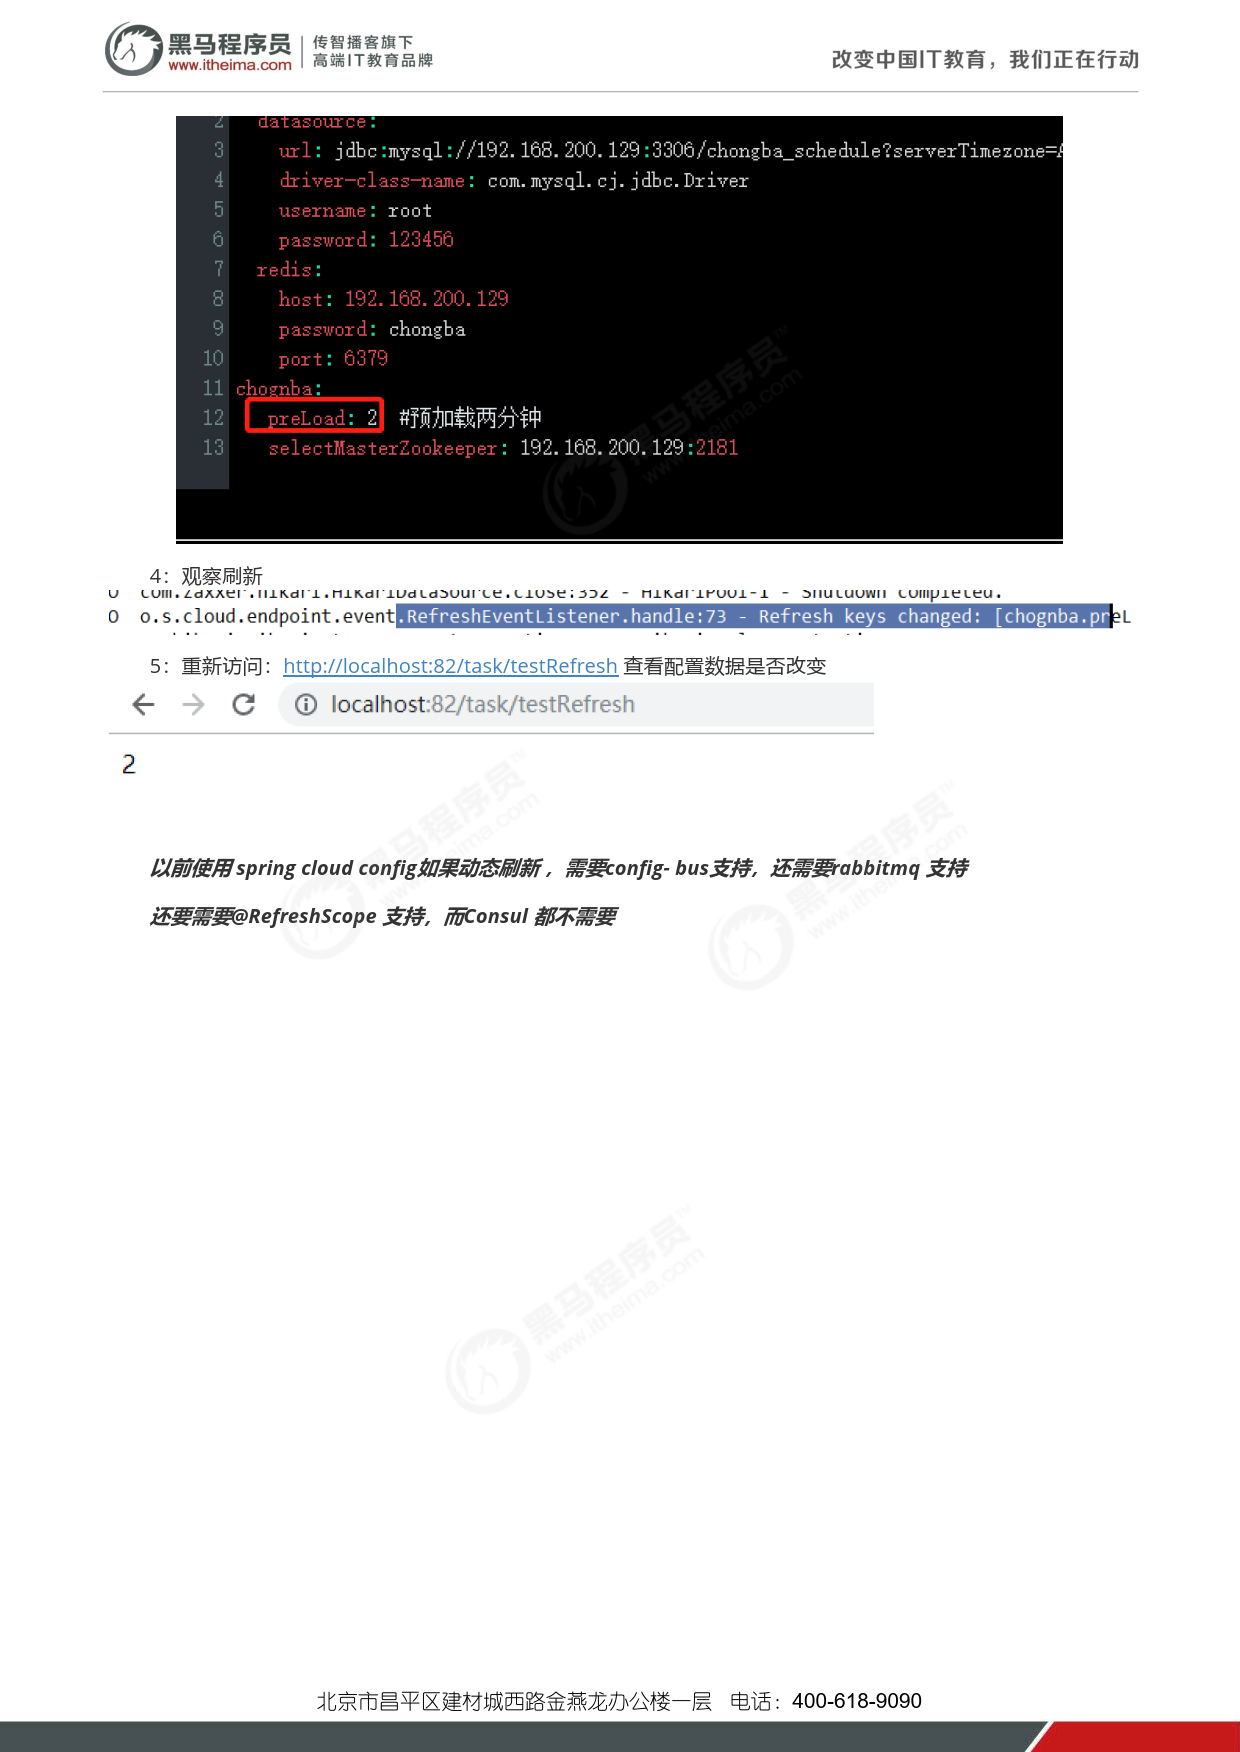 黑马程序员
www.itheima.com
传智播客旗下
高端IT教育品牌
改变中国IT教育，我们正在行动
2 datasource:
3 url: jdbc:mysql://192.168.200.129:3306/chongba_schedule?serverTimezone=A
4 driver-class-name: com.mysql.cj.jdbc.Driver
5 username: root
6 password: 123456
7 redis:
8 host: 192.168.200.129
9 password: chongba
10 port: 6379
11 chognba:
12 preLoad: 2 #预加载两分钟
13 selectMasterZookeeper: 192.168.200.129:2181
4：观察刷新
0 com.zaxxer.hikari.HikariDataSource.close:352 - HikariPool-1 - Shutdown completed.
0 o.s.cloud.endpoint.event.RefreshEventListener.handle:73 - Refresh keys changed: [chognba.preL
5：重新访问：http://localhost:82/task/testRefresh 查看配置数据是否改变
localhost:82/task/testRefresh
2
以前使用 spring cloud config如果动态刷新 ，需要config- bus支持，还需要rabbitmq 支持
还要需要@RefreshScope 支持，而Consul 都不需要
北京市昌平区建材城西路金燕龙办公楼一层 电话：400-618-9090